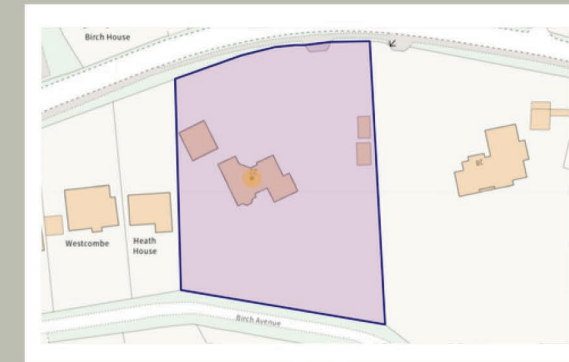 Birch House
Westcombe
Heath
House
Birch Avenue